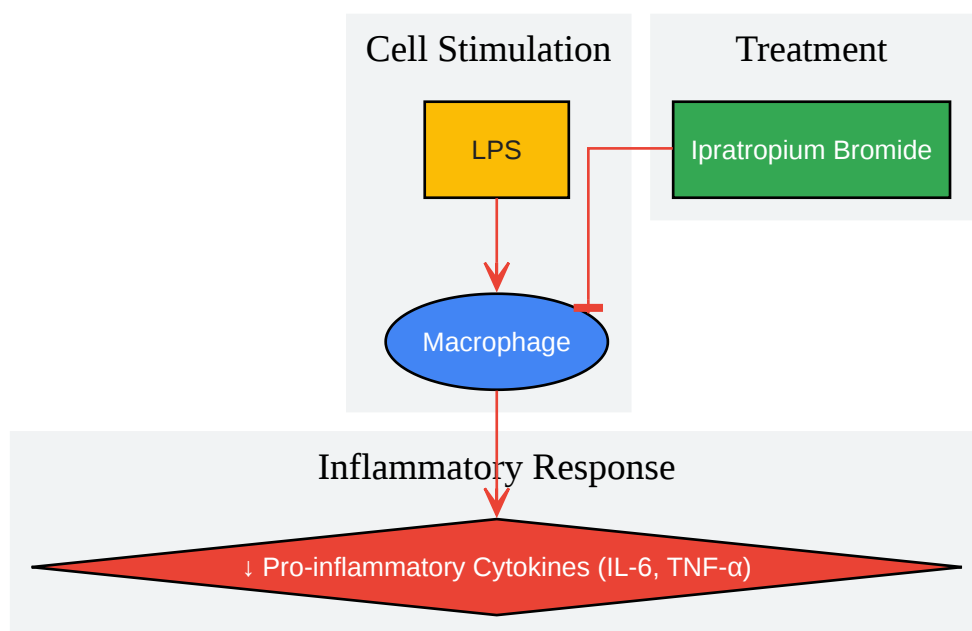 Cell Stimulation
Treatment
LPS
Ipratropium Bromide
Macrophage
Inflammatory Response
↓ Pro-inflammatory Cytokines (IL-6, TNF-α)